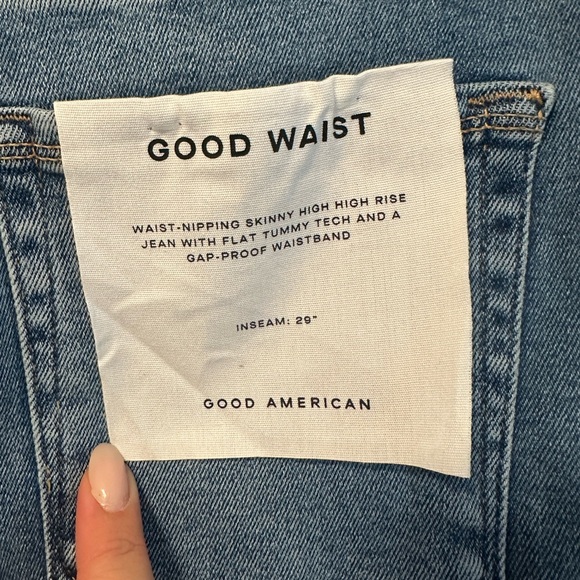 GOOD WAIST
WAIST-NIPPING SKINNY HIGH HIGH RISE
JEAN WITH FLAT TUMMY TECH AND A
GAP-PROOF WAISTBAND
INSEAM: 29"
GOOD AMERICAN